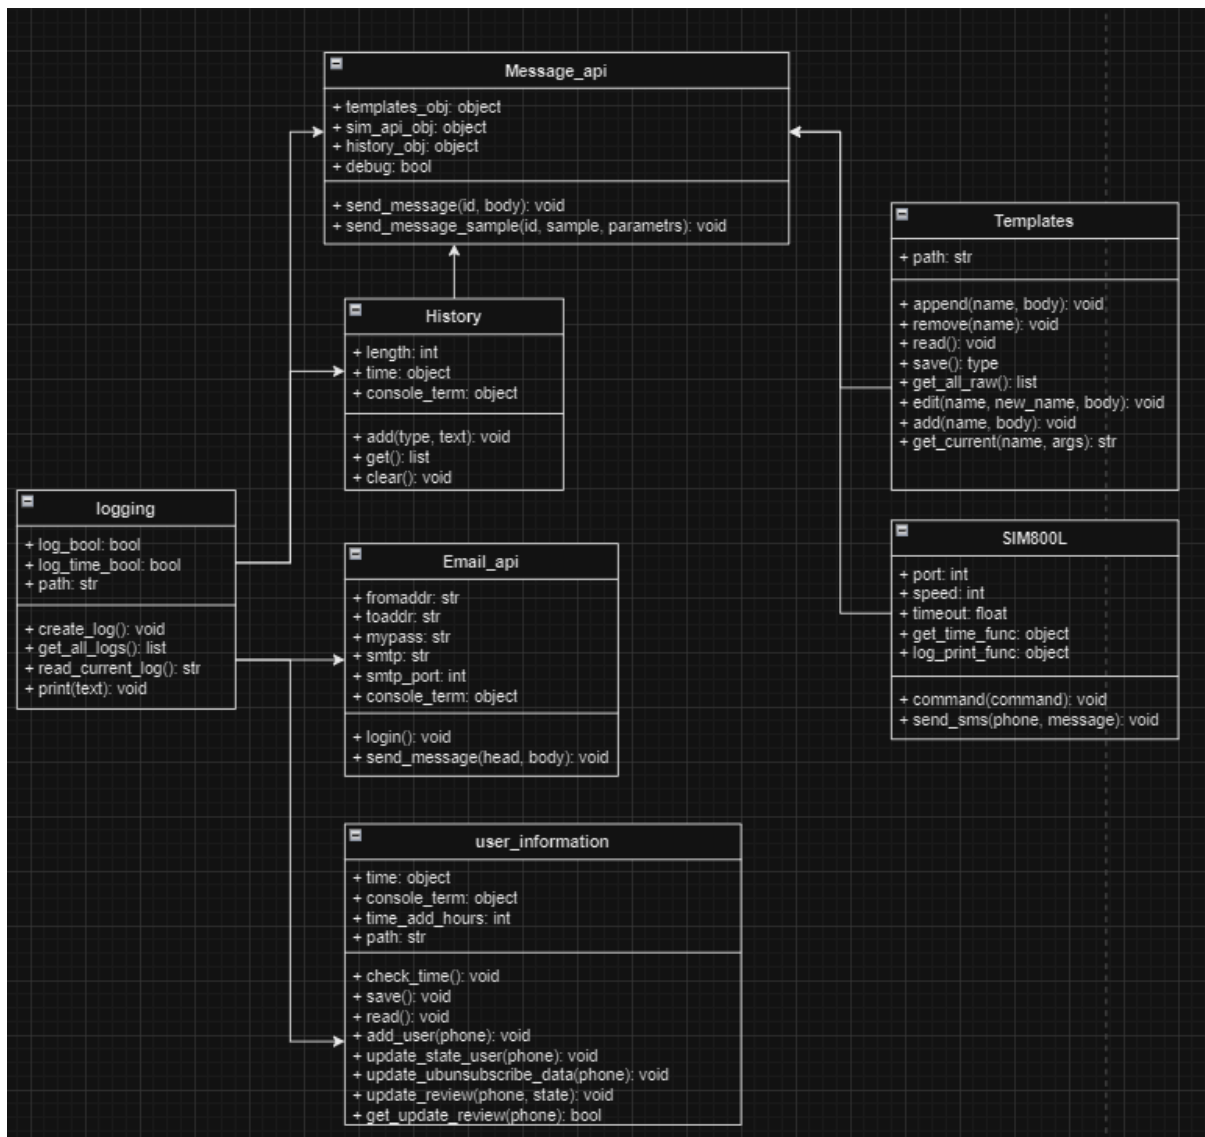 Message_api
+ templates_obj: object
+ sim_api_obj: object
+ history_obj: object
+ debug: bool
+ send_message(id, body): void
+ send_message_sample(id, sample, parametrs): void
Templates
+ path: str
+ append(name, body): void
+ remove(name): void
+ read(): void
+ save(): type
+ get_all_raw(): list
+ edit(name, new_name, body): void
+ add(name, body): void
+ get_current(name, args): str
History
+ length: int
+ time: object
+ console_term: object
+ add(type, text): void
+ get(): list
+ clear(): void
logging
+ log_bool: bool
+ log_time_bool: bool
+ path: str
+ create_log(): void
+ get_all_logs(): list
+ read_current_log(): str
+ print(text): void
Email_api
+ fromaddr: str
+ toaddr: str
+ mypass: str
+ smtp: str
+ smtp_port: int
+ console_term: object
+ login(): void
+ send_message(head, body): void
SIM800L
+ port: int
+ speed: int
+ timeout: float
+ get_time_func: object
+ log_print_func: object
+ command(command): void
+ send_sms(phone, message): void
user_information
+ time: object
+ console_term: object
+ time_add_hours: int
+ path: str
+ check_time(): void
+ save(): void
+ read(): void
+ add_user(phone): void
+ update_state_user(phone): void
+ update_ubunsubscribe_data(phone): void
+ update_review(phone, state): void
+ get_update_review(phone): bool